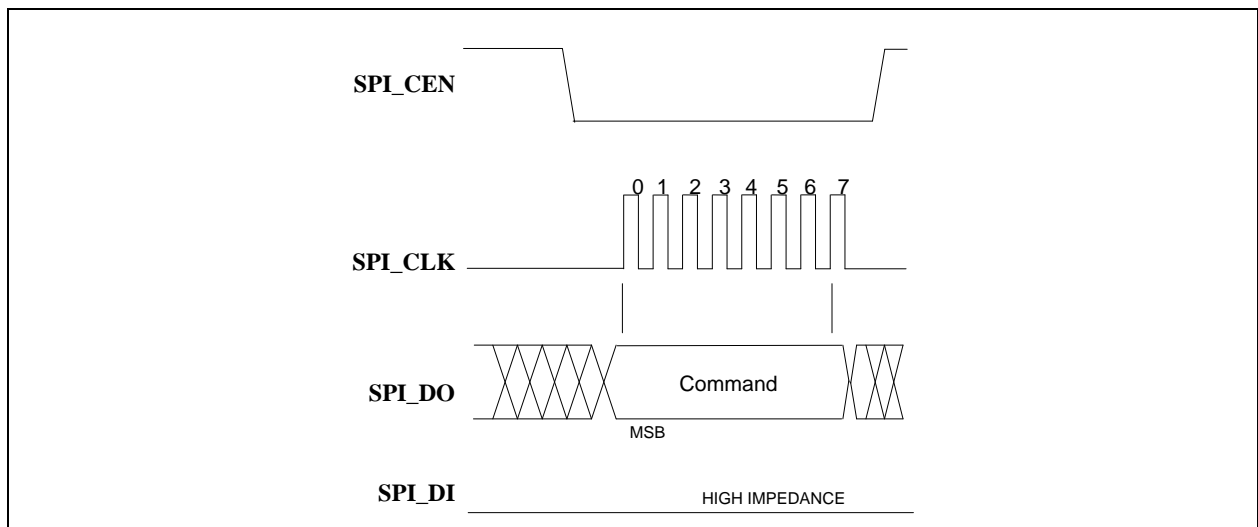 SPI_CEN
0 1 2 3 4 5 6 7
SPI_CLK
SPI_DO
Command
MSB
SPI_DI
HIGH IMPEDANCE